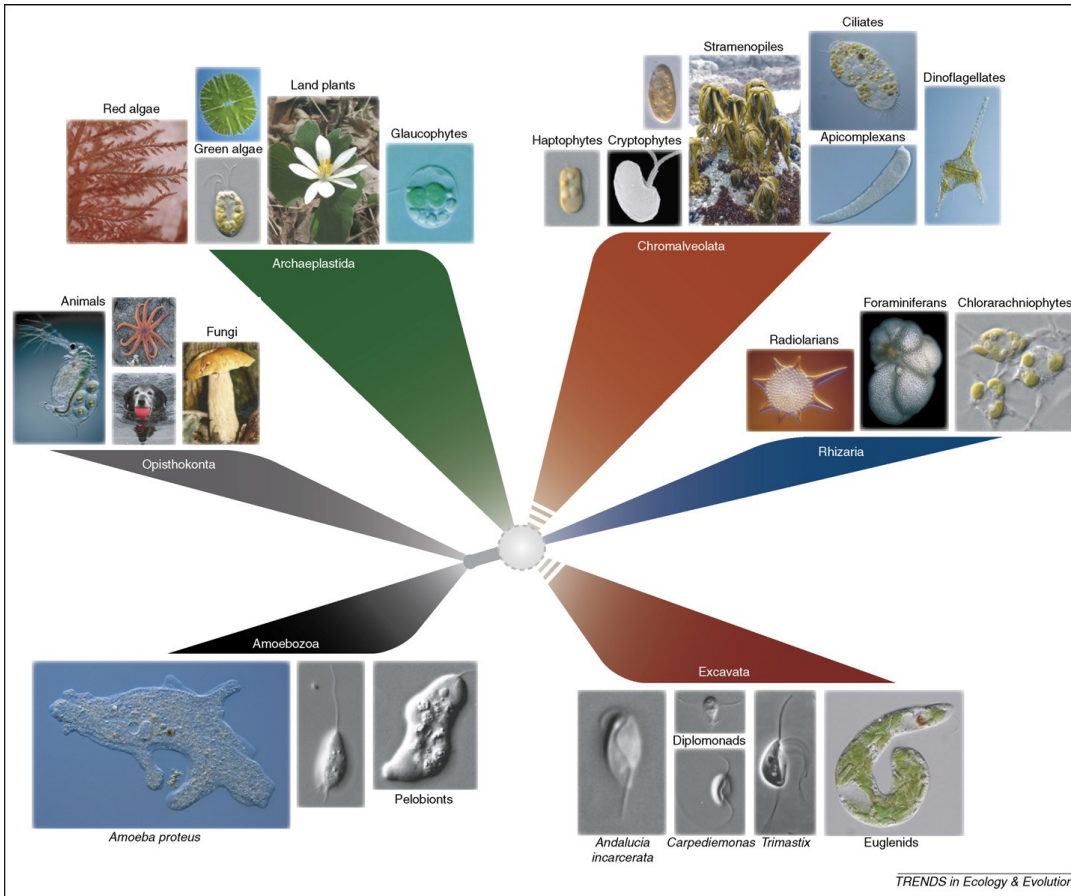 Ciliates
Stramenopiles
Dinoflagellates
Land plants
Red algae
Haptophytes
Cryptophytes
Apicomplexans
Glaucophytes
Green algae
Archaeplastida
Chromalveolata
Animals
Fungi
Foraminiferans
Chlorarachniophytes
Radiolarians
Opisthokonta
Rhizaria
Amoebozoa
Excavata
Diplomonads
Pelobionts
Amoeba proteus
Andalucia
incarcerata
Carpediemonas
Trimastix
Euglenids
TRENDS in Ecology & Evolution